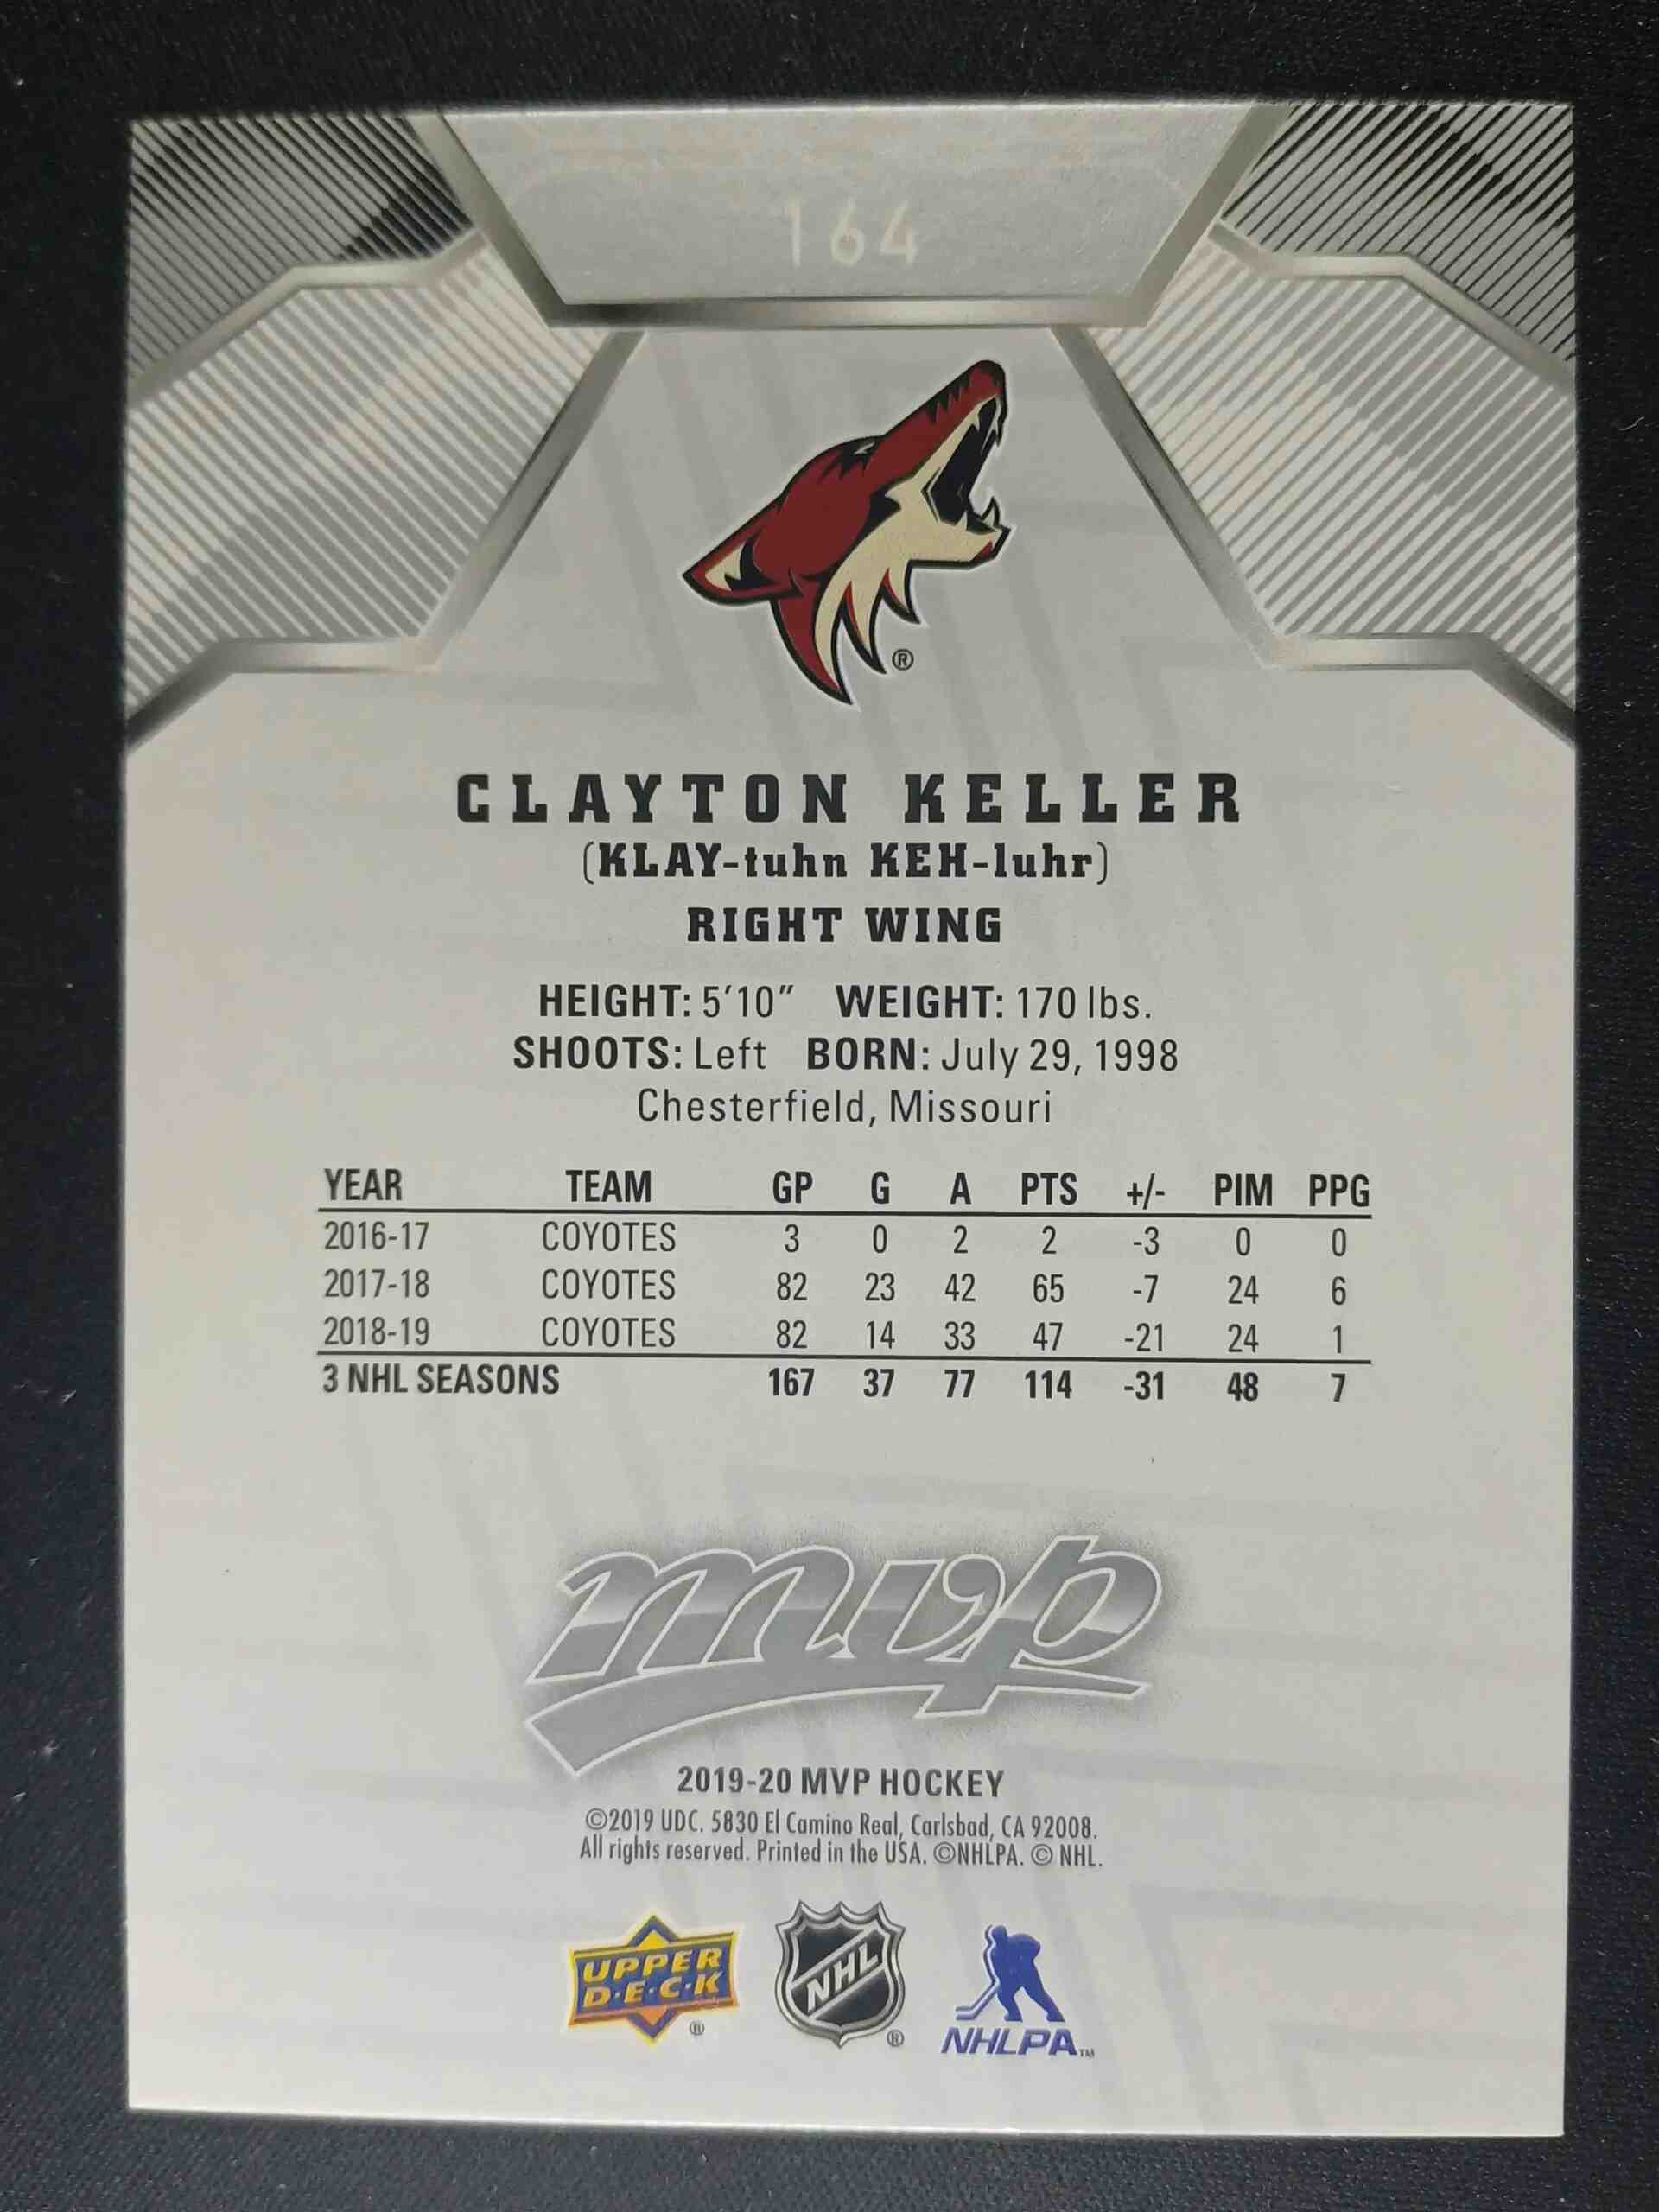 164
®
CLAYTON KELLER
(KLAY-tuhn KEH-luhr)
RIGHT WING
HEIGHT: 5'10" WEIGHT: 170 lbs.
SHOOTS: Left BORN: July 29, 1998
Chesterfield, Missouri
YEAR TEAM GP G A PTS +/- PIM PPG
2016-17 COYOTES 3 0 2 2 -3 0 0
2017-18 COYOTES 82 23 42 65 -7 24 6
2018-19 COYOTES 82 14 33 47 -21 24 1
3 NHL SEASONS 167 37 77 114 -31 48 7
mvp
2019-20 MVP HOCKEY
©2019 UDC. 5830 El Camino Real, Carlsbad, CA 92008.
All rights reserved. Printed in the USA. ©NHLPA. © NHL.
UPPER
D·E·C·K
®
NHL
®
NHLPA™